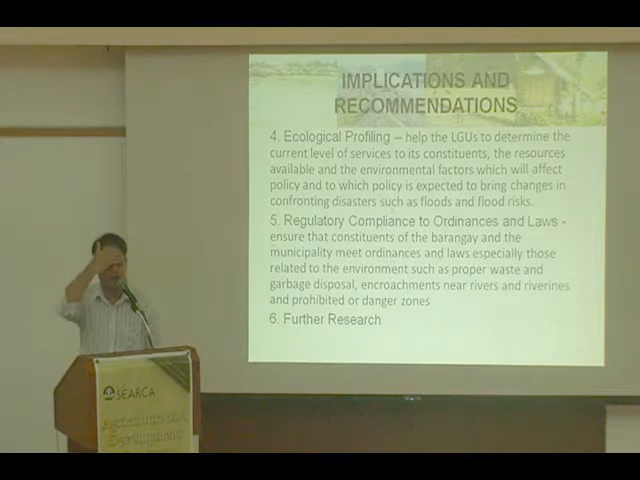 IMPLICATIONS AND
RECOMMENDATIONS
4. Ecological Profiling – help the LGUs to determine the
current level of services to its constituents, the resources
available and the environmental factors which will affect
policy and to which policy is expected to bring changes in
confronting disasters such as floods and flood risks.
5. Regulatory Compliance to Ordinances and Laws -
ensure that constituents of the barangay and the
municipality meet ordinances and laws especially those
related to the environment such as proper waste and
garbage disposal, encroachments near rivers and riverines
and prohibited or danger zones
6. Further Research
SEARCA
Development